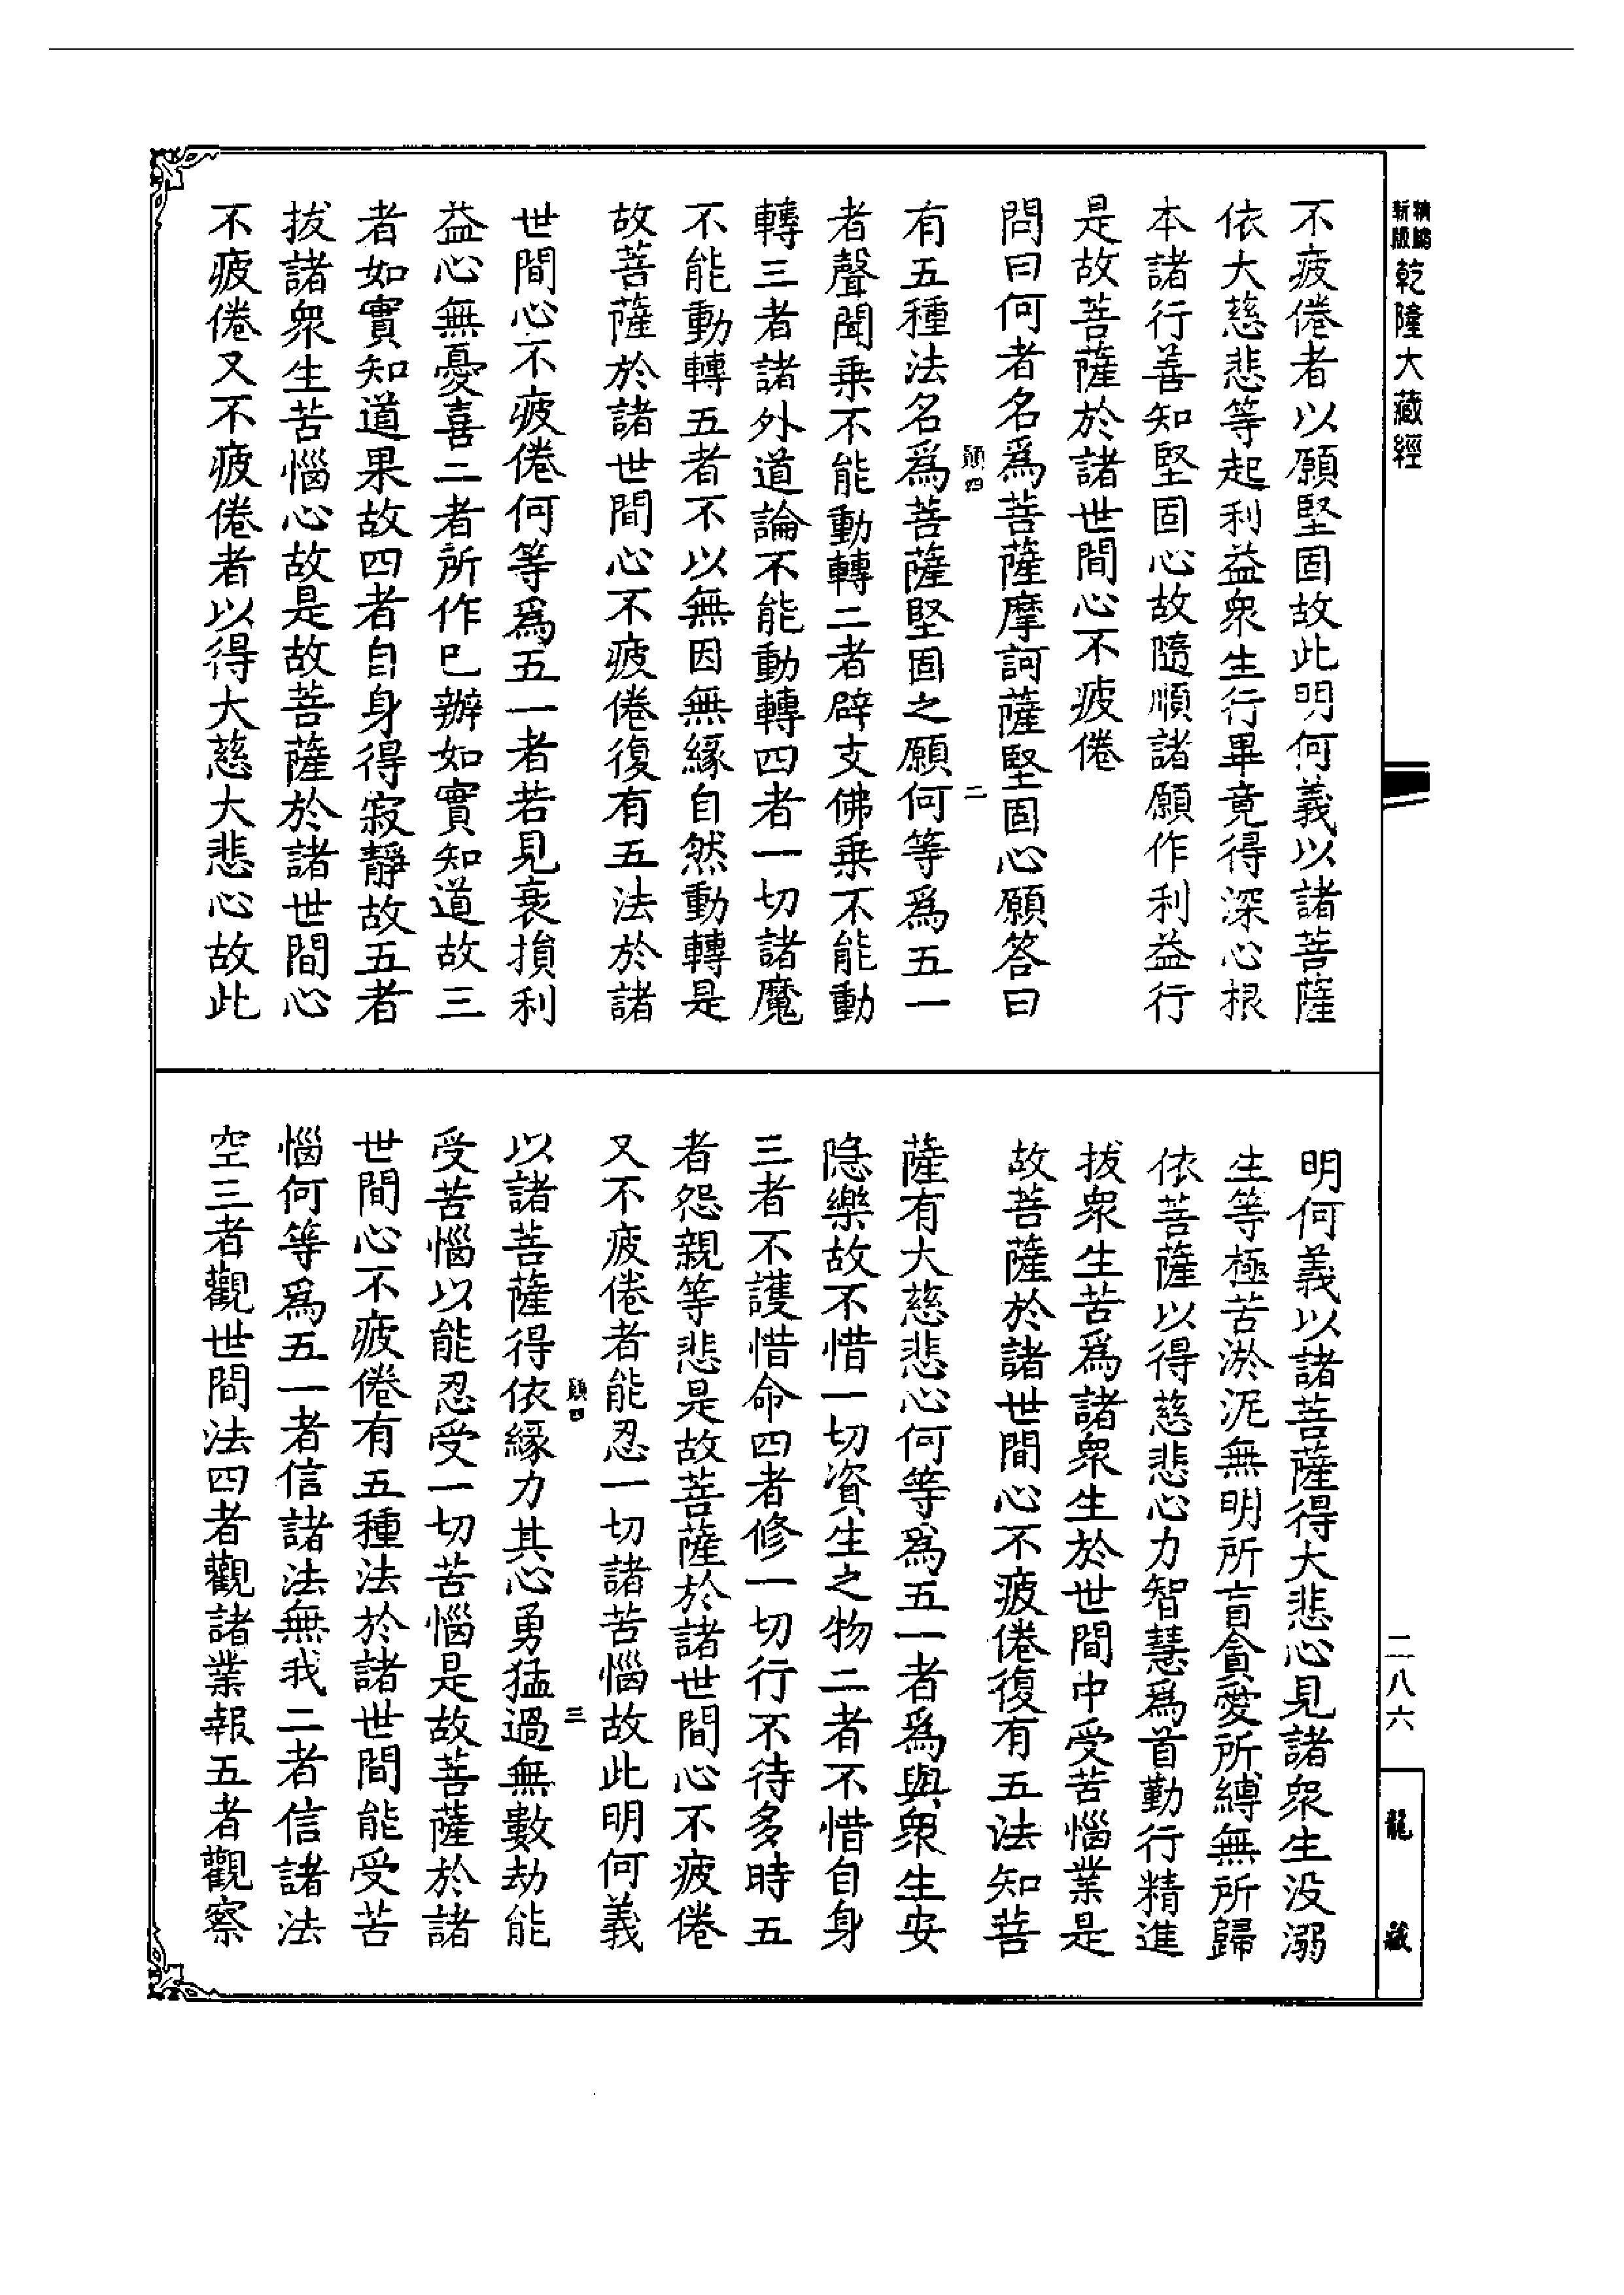 精鵬新版乾隆大藏經
不疲倦者以願堅固故此明何義以諸菩薩
依大慈悲等起利益衆生行畢竟得深心根
本諸行善知堅固心故隨順諸願作利益行
是故菩薩於諸世間心不疲倦
問曰何者名爲菩薩摩訶薩堅固心願答曰
願四 二
有五種法名爲菩薩堅固之願何等爲五一
者聲聞乗不能動轉二者辟支佛乗不能動
轉三者諸外道論不能動轉四者一切諸魔
不能動轉五者不以無因無緣自然動轉是
故菩薩於諸世間心不疲倦復有五法於諸
世間心不疲倦何等爲五一者若見衰損利
益心無憂喜二者所作巳辦如實知道故三
者如實知道果故四者自身得寂靜故五者
拔諸衆生苦惱心故是故菩薩於諸世間心
不疲倦又不疲倦者以得大慈大悲心故此
明何義以諸菩薩得大悲心見諸衆生没溺
生等極苦淤泥無明所盲貪愛所縛無所歸
依菩薩以得慈悲心力智慧爲首勤行精進
拔衆生苦爲諸衆生於世間中受苦惱業是
故菩薩於諸世間心不疲倦復有五法知菩
薩有大慈悲心何等爲五一者爲與衆生安
隐樂故不惜一切資生之物二者不惜自身
三者不護惜命四者修一切行不待多時五
者怨親等悲是故菩薩於諸世間心不疲倦
又不疲倦者能忍一切諸苦惱故此明何義
願四 三
以諸菩薩得依緣力其心勇猛過無數劫能
受苦惱以能忍受一切苦惱是故菩薩於諸
世間心不疲倦有五種法於諸世間能受苦
惱何等爲五一者信諸法無我二者信諸法
空三者觀世間法四者觀諸業報五者觀察
二八六
龍藏